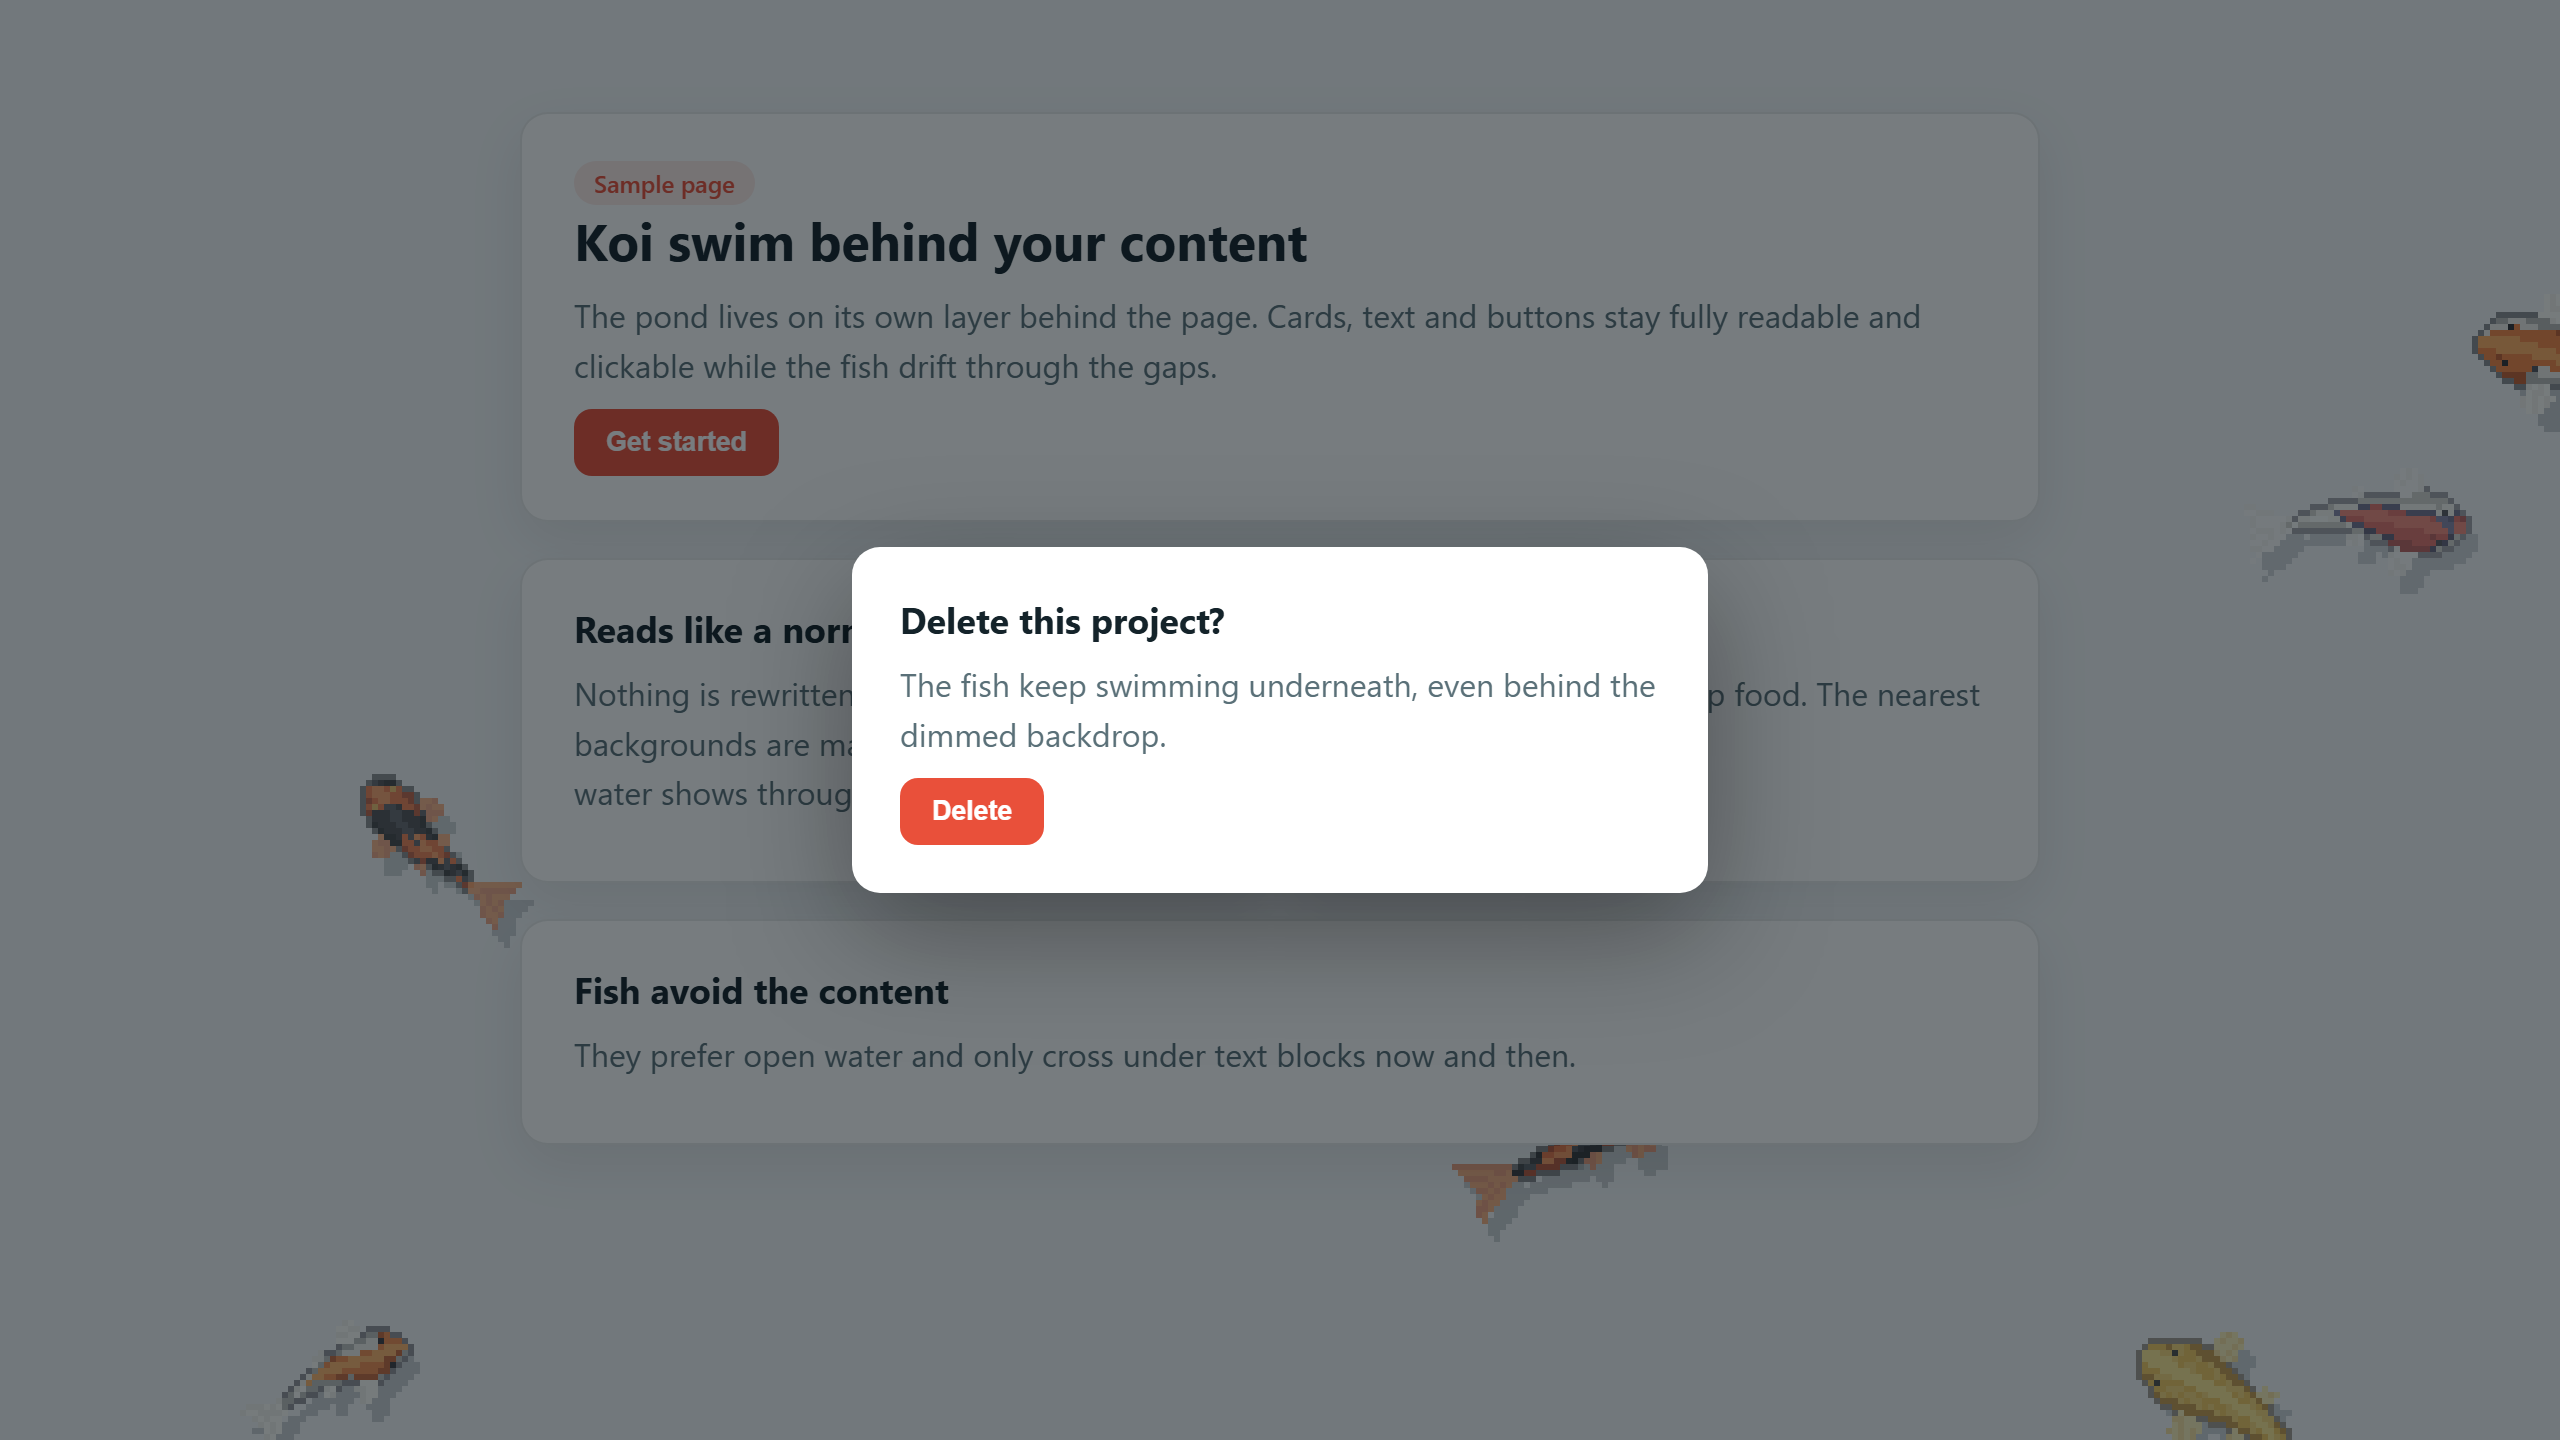 Sample page
Koi swim behind your content
The pond lives on its own layer behind the page. Cards, text and buttons stay fully readable and
clickable while the fish drift through the gaps.
Get started
Reads like a
Nothing is rewritten
food. The nearest
backgrounds are
water shows
Delete this project?
The fish keep swimming underneath, even behind the
dimmed backdrop.
Delete
Fish avoid the content
They prefer open water and only cross under text blocks now and then.